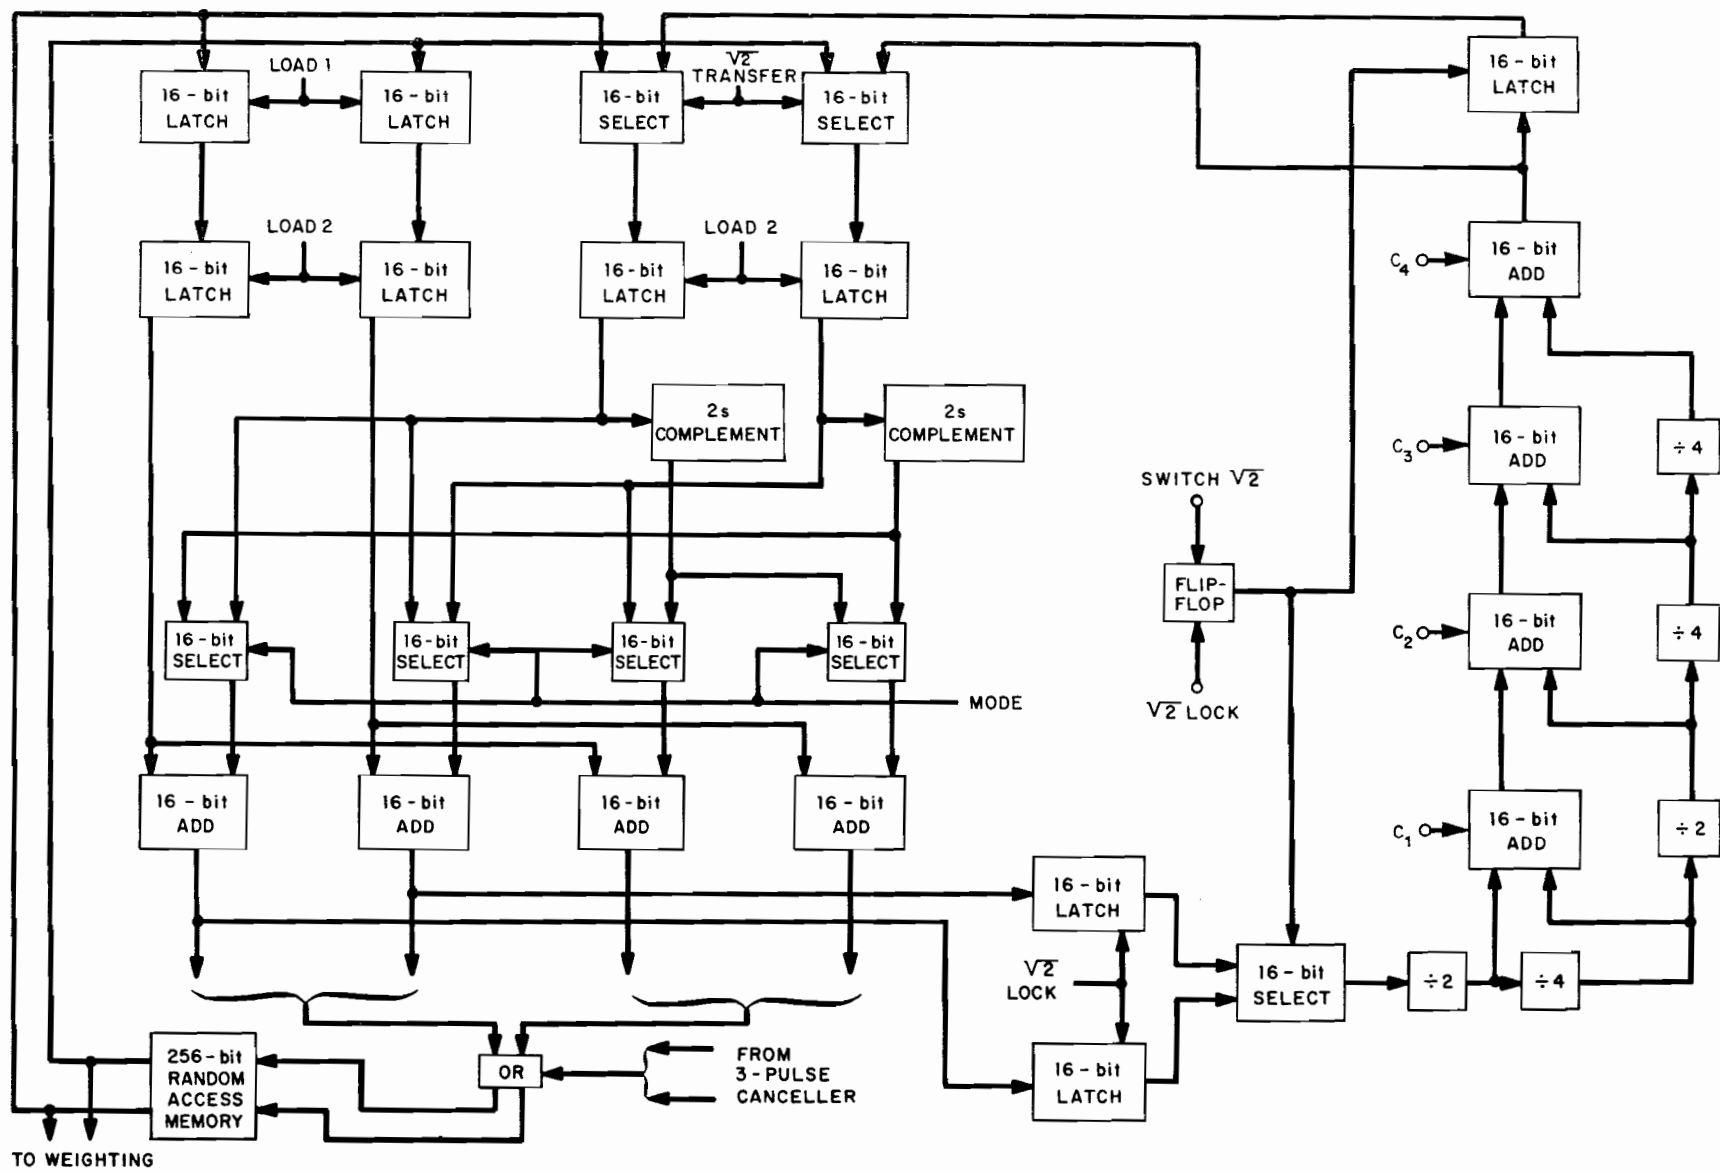 LOAD 1
√2
TRANSFER
16-bit
LATCH
16-bit
LATCH
16-bit
SELECT
16-bit
SELECT
16-bit
LATCH
LOAD 2
LOAD 2
16-bit
LATCH
16-bit
LATCH
16-bit
LATCH
16-bit
LATCH
C4
16-bit
ADD
2s
COMPLEMENT
2s
COMPLEMENT
C3
16-bit
ADD
÷4
SWITCH √2
FLIP-
FLOP
√2 LOCK
16-bit
SELECT
16-bit
SELECT
16-bit
SELECT
16-bit
SELECT
MODE
C2
16-bit
ADD
÷4
16-bit
ADD
16-bit
ADD
16-bit
ADD
16-bit
ADD
C1
16-bit
ADD
÷2
16-bit
LATCH
√2
LOCK
16-bit
SELECT
÷2
÷4
16-bit
LATCH
256-bit
RANDOM
ACCESS
MEMORY
OR
FROM
3-PULSE
CANCELLER
TO WEIGHTING